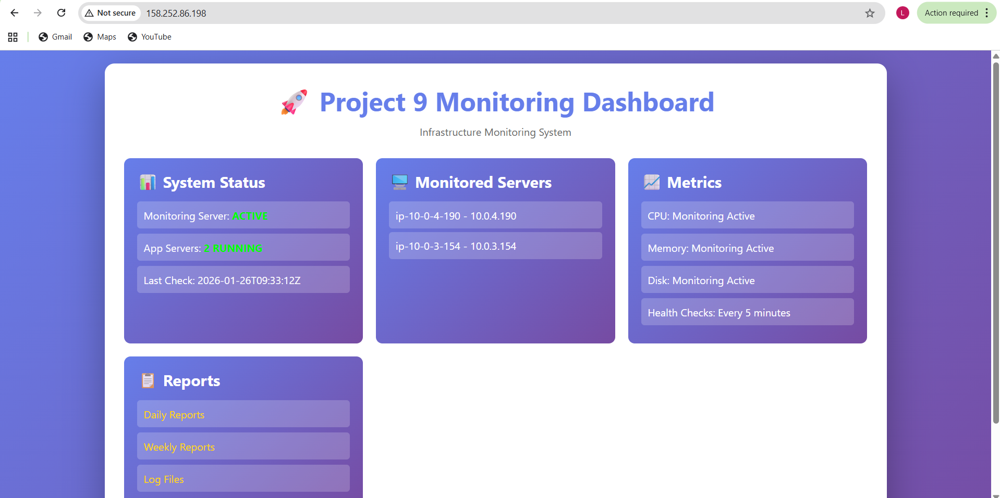 Not secure 158.252.86.198
L
Action required
Gmail Maps YouTube
Project 9 Monitoring Dashboard
Infrastructure Monitoring System
System Status
Monitoring Server: ACTIVE
App Servers: 2 RUNNING
Last Check: 2026-01-26T09:33:12Z
Monitored Servers
ip-10-0-4-190 - 10.0.4.190
ip-10-0-3-154 - 10.0.3.154
Metrics
CPU: Monitoring Active
Memory: Monitoring Active
Disk: Monitoring Active
Health Checks: Every 5 minutes
Reports
Daily Reports
Weekly Reports
Log Files